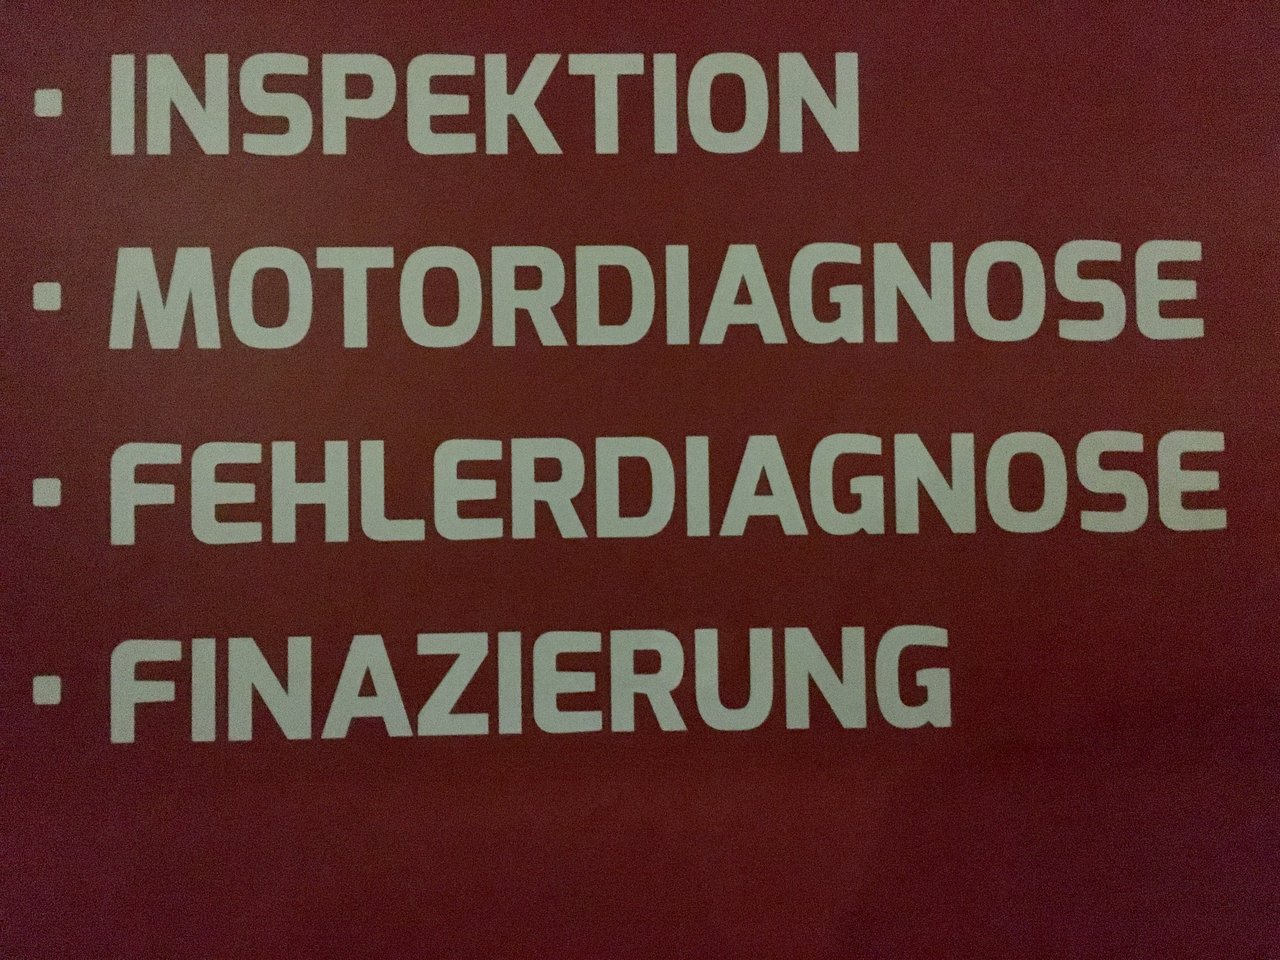 · INSPEKTION
· MOTORDIAGNOSE
· FEHLERDIAGNOSE
· FINAZIERUNG